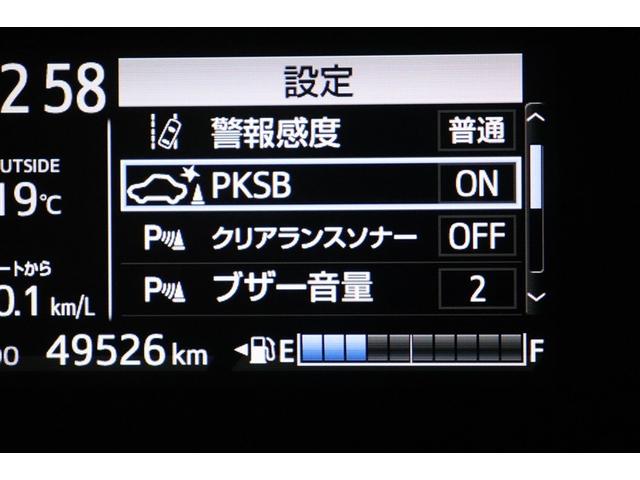 2 58
設定
警報感度 普通
UTSIDE
PKSB ON
19℃
P クリアランスソナー OFF
ートから
0.1 km/L
P ブザー音量 2
49526 km
E F